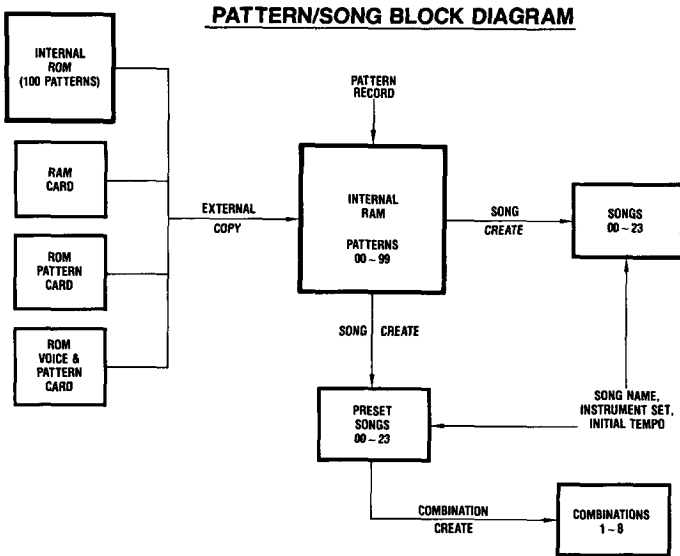 PATTERN/SONG BLOCK DIAGRAM
INTERNAL
ROM
(100 PATTERNS)
RAM
CARD
ROM
PATTERN
CARD
ROM
VOICE &
PATTERN
CARD
EXTERNAL
COPY
PATTERN
RECORD
INTERNAL
RAM
PATTERNS
00 ~ 99
SONG
CREATE
SONGS
00 ~ 23
SONG CREATE
PRESET
SONGS
00 ~ 23
SONG NAME,
INSTRUMENT SET,
INITIAL TEMPO
COMBINATION
CREATE
COMBINATIONS
1 ~ 8